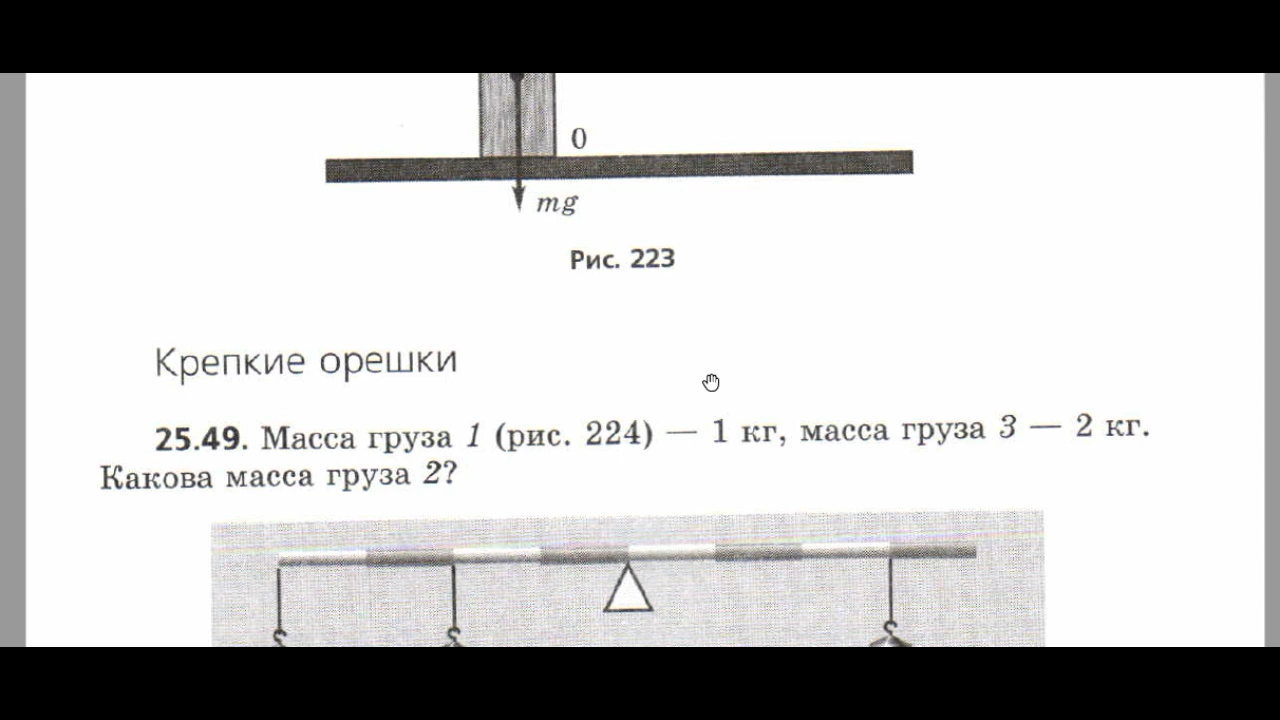 0
mg
Рис. 223
Крепкие орешки
25.49. Масса груза 1 (рис. 224) — 1 кг, масса груза 3 — 2 кг.
Какова масса груза 2?